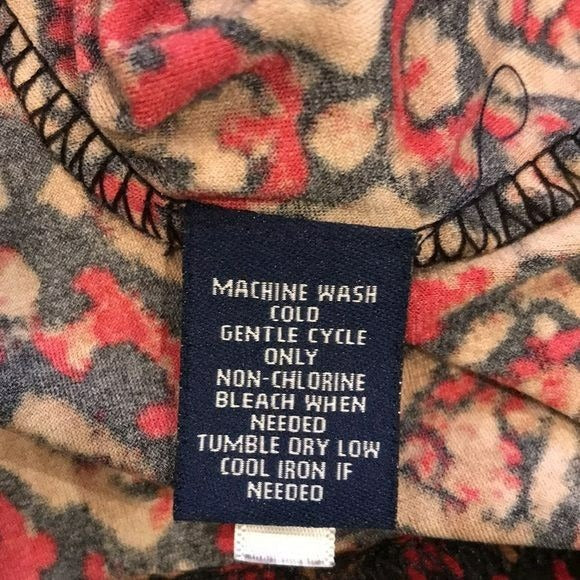 MACHINE WASH
COLD
GENTLE CYCLE
ONLY
NON-CHLORINE
BLEACH WHEN
NEEDED
TUMBLE DRY LOW
COOL IRON IF
NEEDED